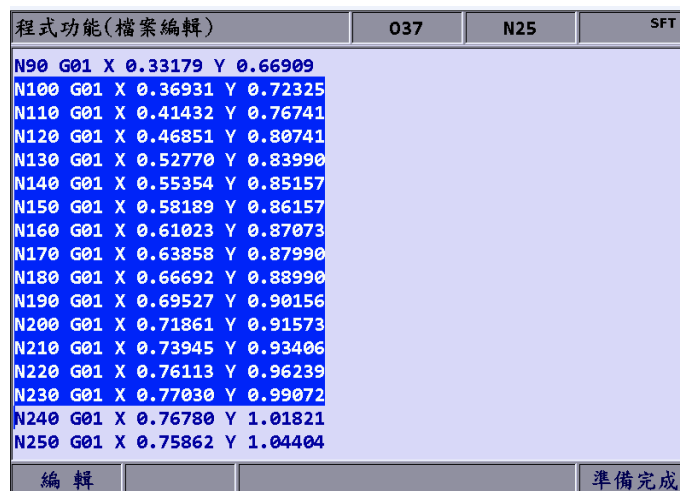 程式功能(檔案編輯) O37 N25 SFT
N90 G01 X 0.33179 Y 0.66909
N100 G01 X 0.36931 Y 0.72325
N110 G01 X 0.41432 Y 0.76741
N120 G01 X 0.46851 Y 0.80741
N130 G01 X 0.52770 Y 0.83990
N140 G01 X 0.55354 Y 0.85157
N150 G01 X 0.58189 Y 0.86157
N160 G01 X 0.61023 Y 0.87073
N170 G01 X 0.63858 Y 0.87990
N180 G01 X 0.66692 Y 0.88990
N190 G01 X 0.69527 Y 0.90156
N200 G01 X 0.71861 Y 0.91573
N210 G01 X 0.73945 Y 0.93406
N220 G01 X 0.76113 Y 0.96239
N230 G01 X 0.77030 Y 0.99072
N240 G01 X 0.76780 Y 1.01821
N250 G01 X 0.75862 Y 1.04404
編 輯 準備完成